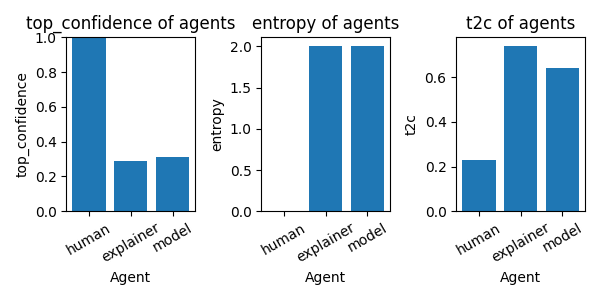 top_confidence of agents
top_confidence
1.0
0.8
0.6
0.4
0.2
0.0
human
explainer
model
Agent
entropy of agents
entropy
2.0
1.5
1.0
0.5
0.0
human
explainer
model
Agent
t2c of agents
t2c
0.6
0.4
0.2
0.0
human
explainer
model
Agent